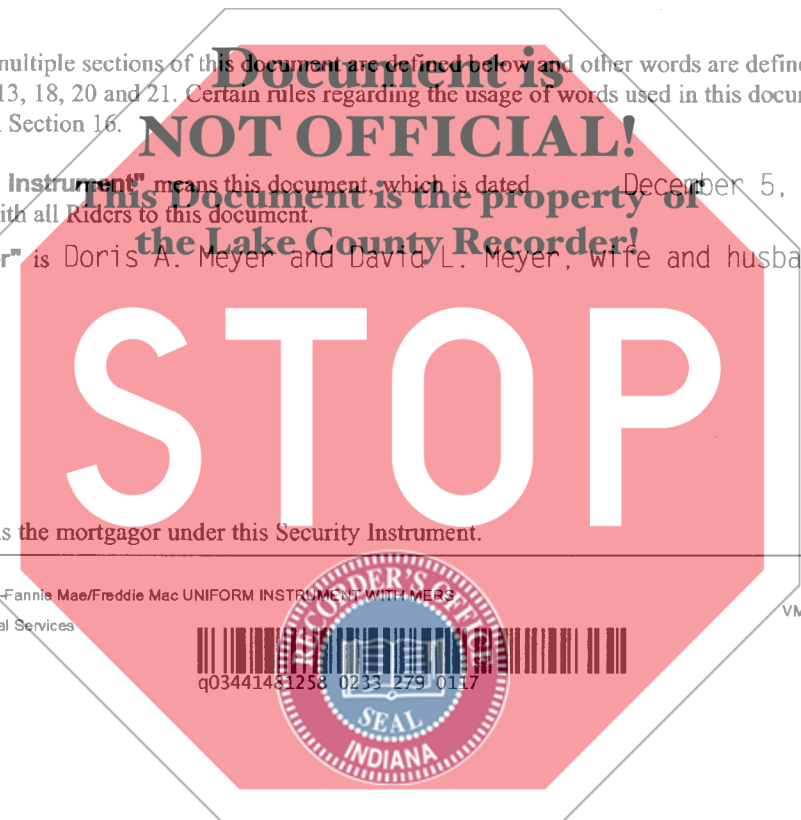 multiple sections of this document are defined below and other words are define
Document is
13, 18, 20 and 21. Certain rules regarding the usage of words used in this docum
Section 16.
NOT OFFICIAL!
Instrument" means this document, which is dated December 5,
This Document is the property of
ith all Riders to this document.
the Lake County Recorder!
r" is Doris A. Meyer and David L. Meyer, wife and husba
STOP
s the mortgagor under this Security Instrument.
-Fannie Mae/Freddie Mac UNIFORM INSTRUMENT WITH MERS
VM
al Services
q03441481258 0233 279 0117
RECORDER'S OFFICE
SEAL
INDIANA